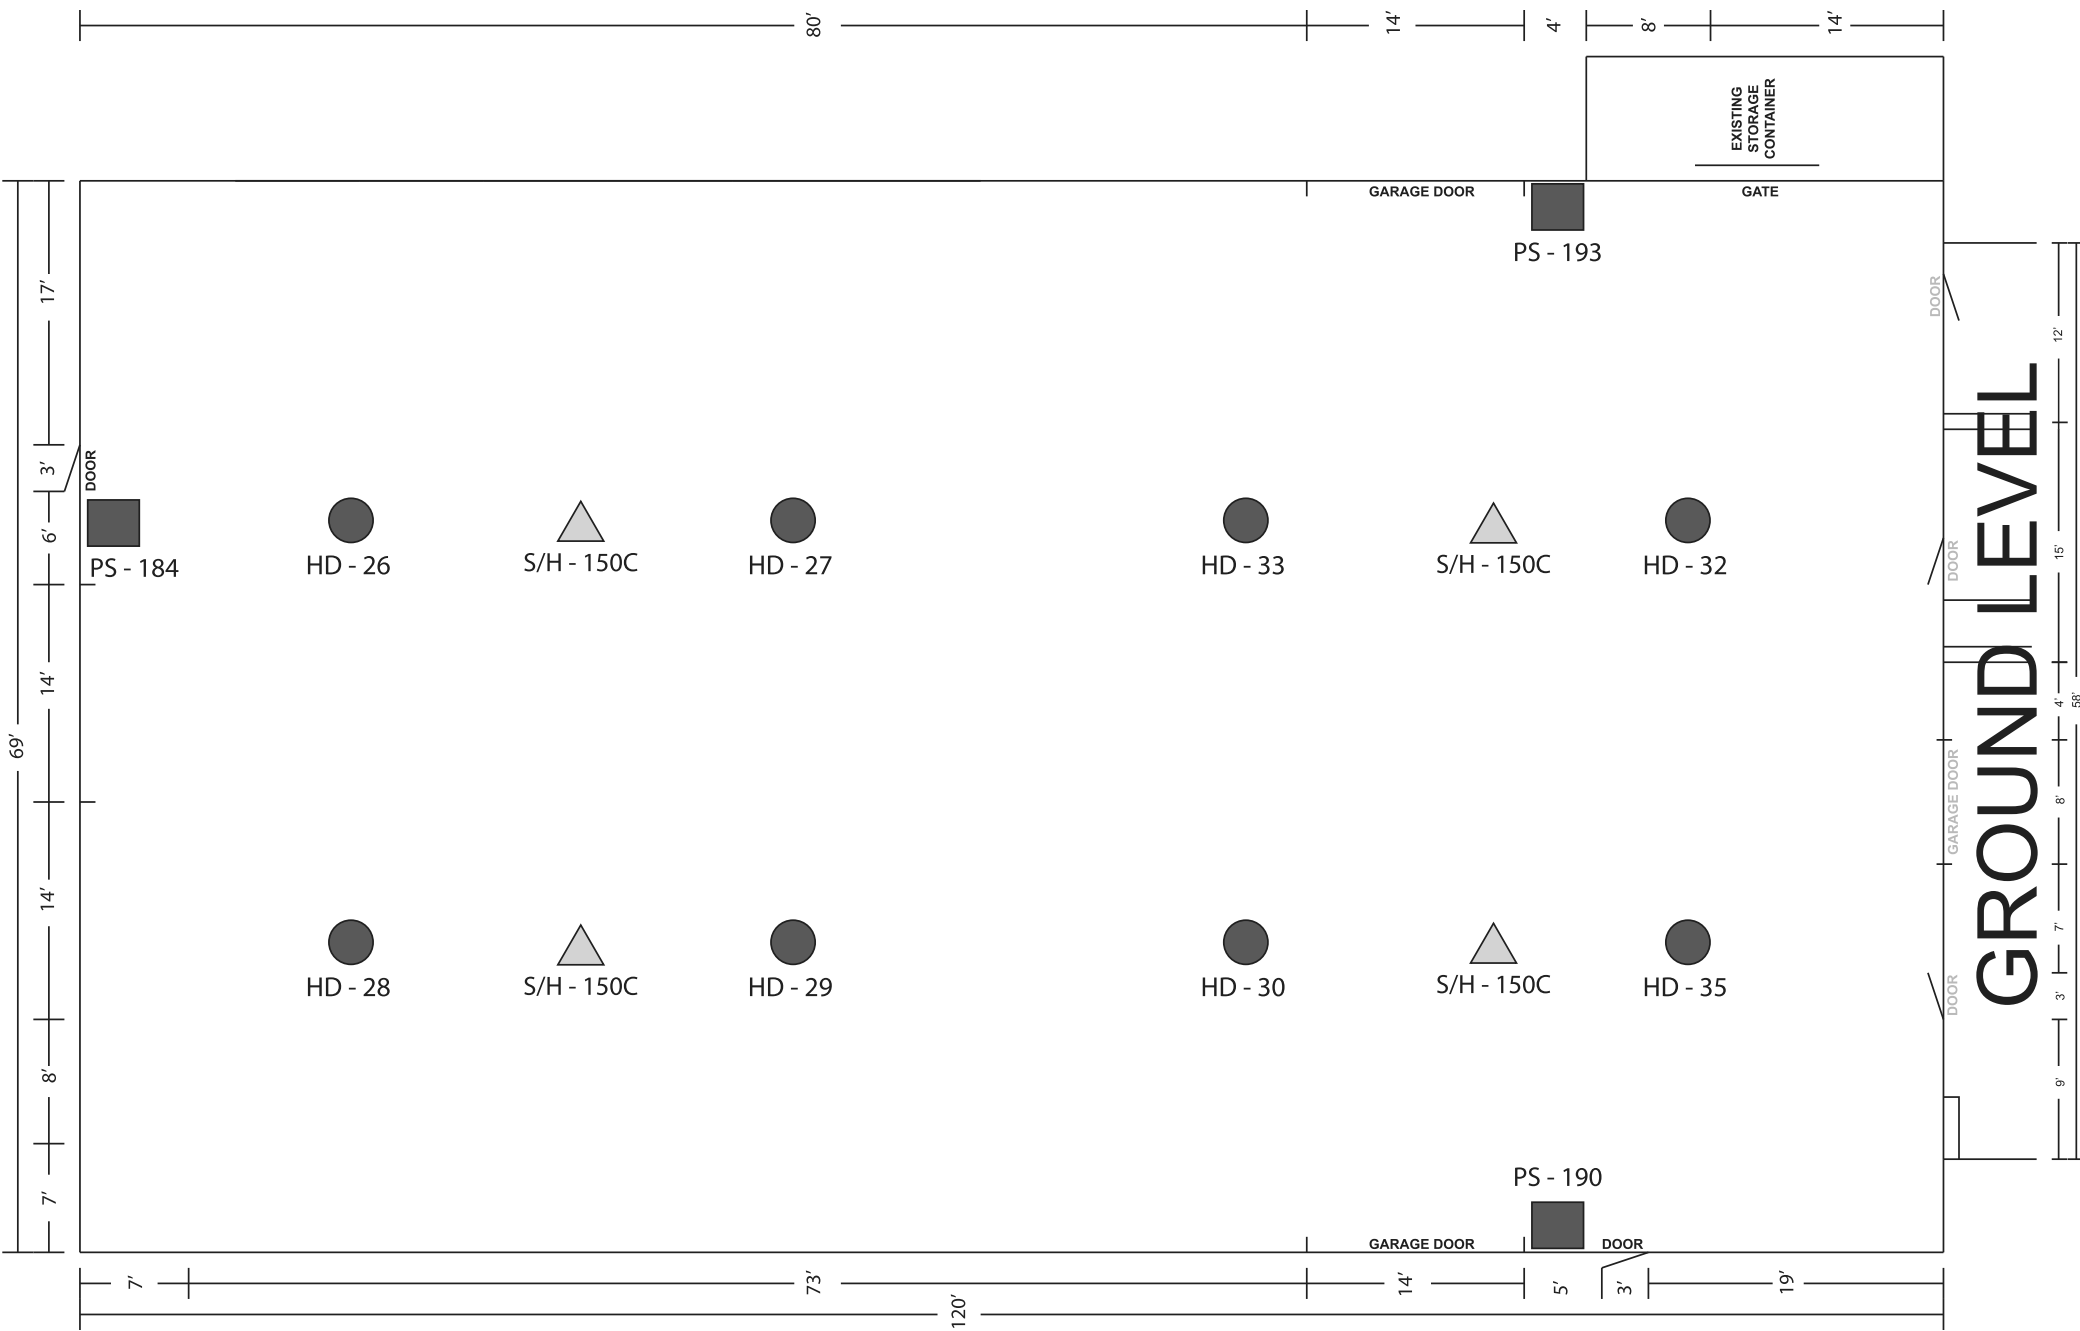 80′
14′
4′
8′
14′
EXISTING
STORAGE
CONTAINER
GARAGE DOOR
GATE
PS - 193
17′
3′
6′
14′
14′
8′
7′
69′
DOOR
PS - 184
HD - 26
S/H - 150C
HD - 27
HD - 33
S/H - 150C
HD - 32
HD - 28
S/H - 150C
HD - 29
HD - 30
S/H - 150C
HD - 35
DOOR
DOOR
GARAGE DOOR
DOOR
GROUND LEVEL
12'
15'
4'
8'
7'
3'
9'
58'
PS - 190
GARAGE DOOR
DOOR
7′
73′
14′
5′
3′
19′
120′